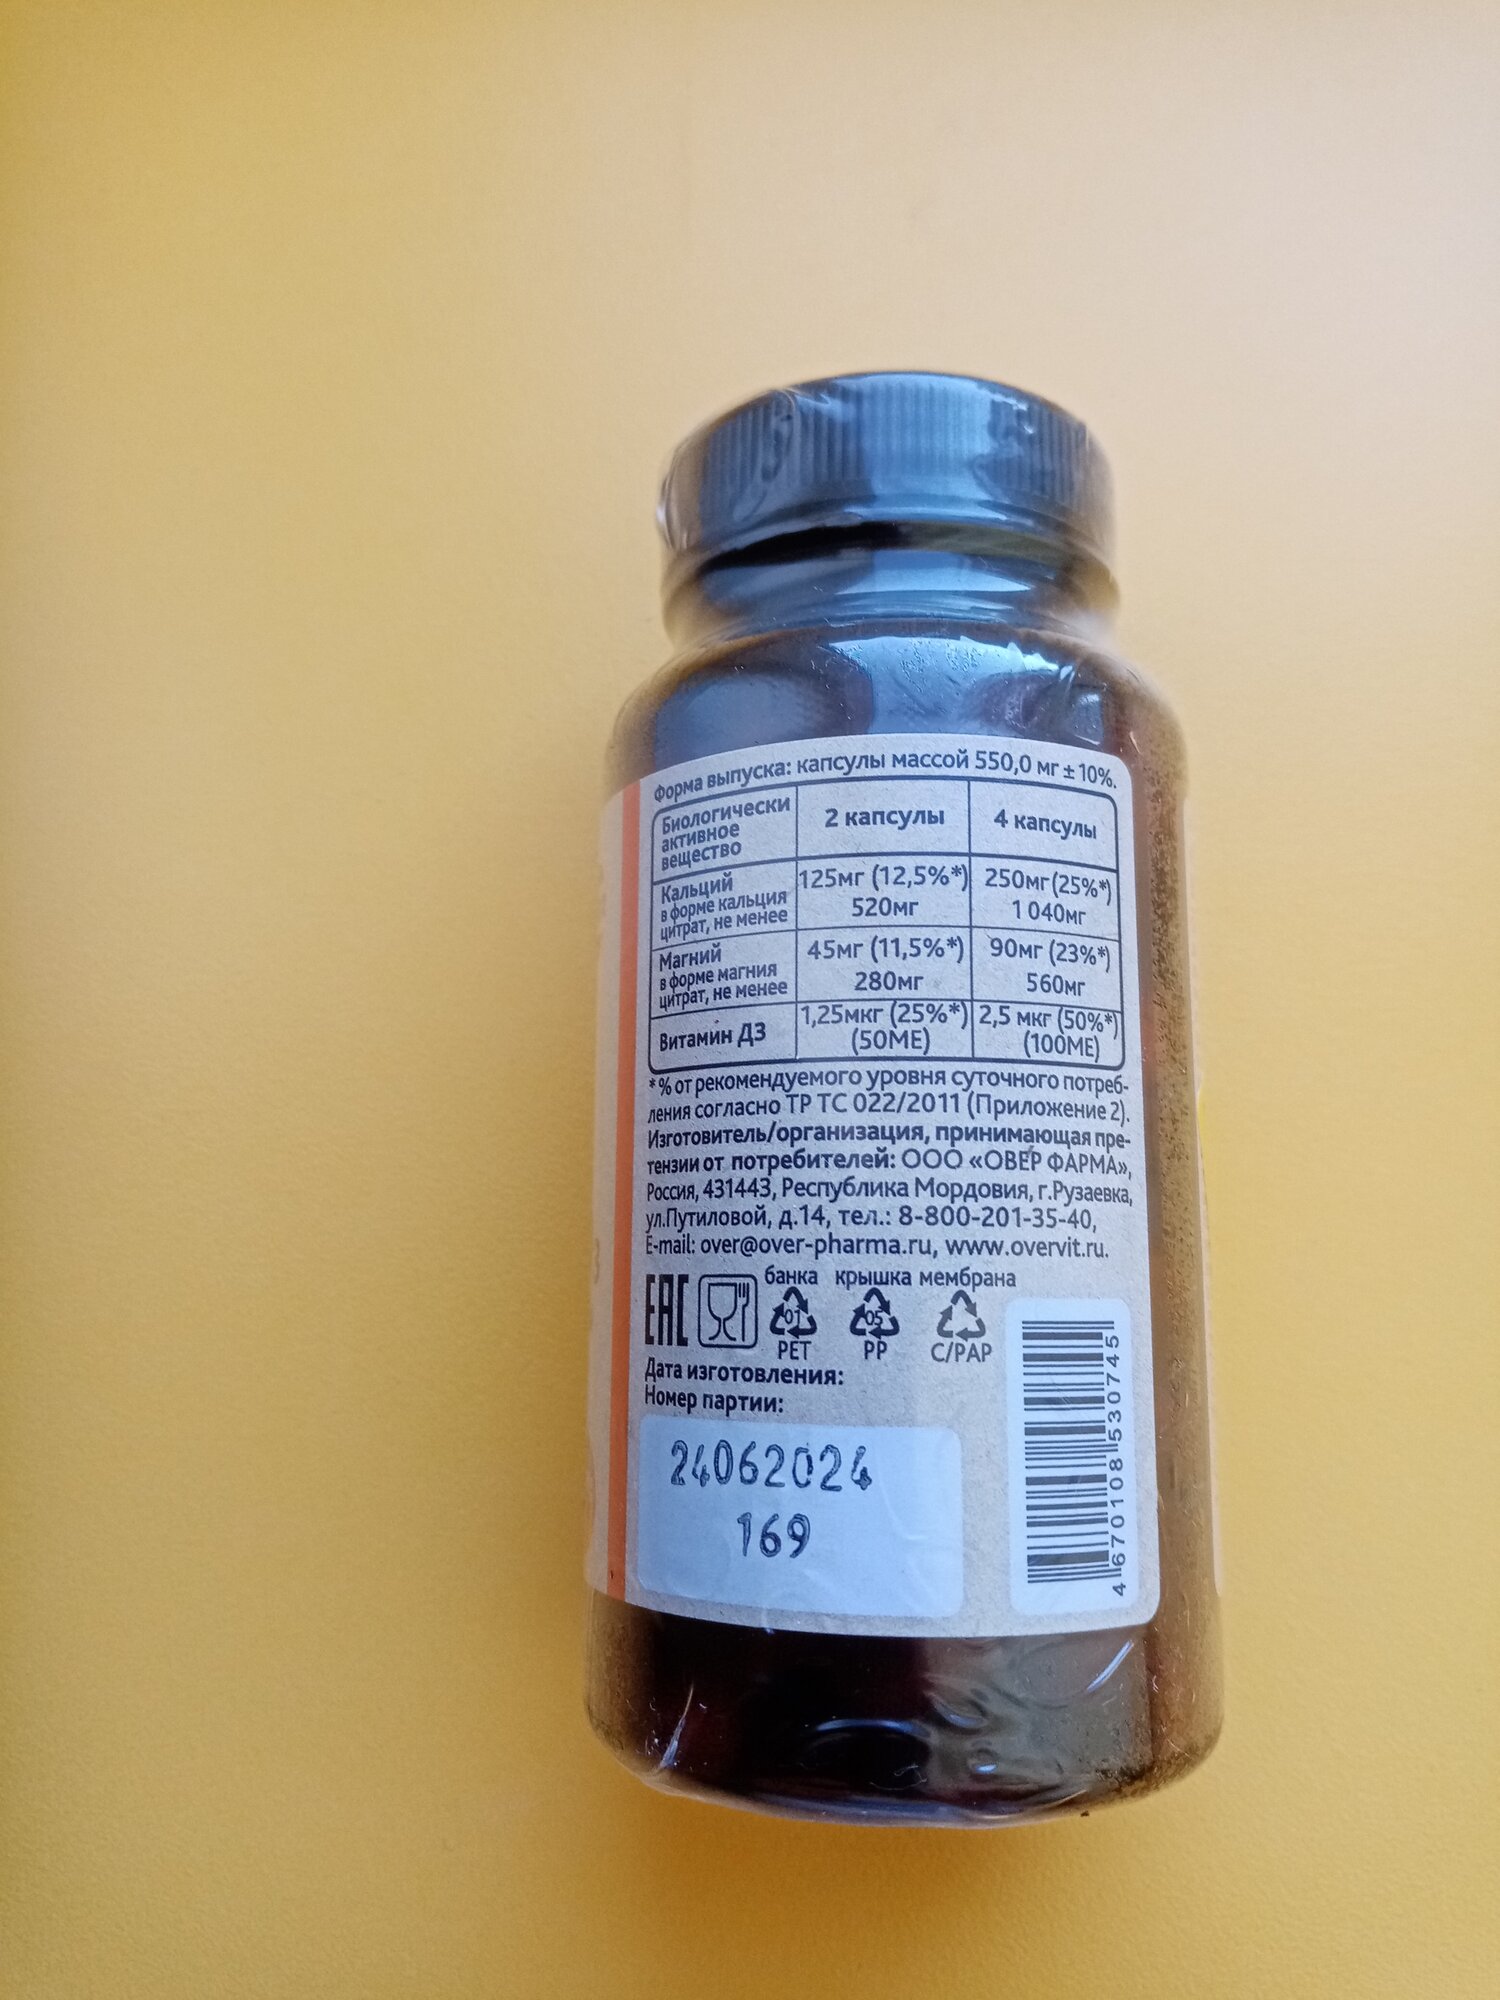 Форма выпуска: капсулы массой 550,0 мг ± 10%.
Биологически активное вещество 2 капсулы 4 капсулы
Кальций в форме кальция цитрат, не менее 125мг (12,5%*) 520мг 250мг (25%*) 1 040мг
Магний в форме магния цитрат, не менее 45мг (11,5%*) 280мг 90мг (23%*) 560мг
Витамин Д3 1,25мкг (25%*) (50МЕ) 2,5 мкг (50%*) (100МЕ)
* % от рекомендуемого уровня суточного потреб-
ления согласно ТР ТС 022/2011 (Приложение 2).
Изготовитель/организация, принимающая пре-
тензии от потребителей: ООО «ОВЕР ФАРМА»,
Россия, 431443, Республика Мордовия, г.Рузаевка,
ул.Путиловой, д.14, тел.: 8-800-201-35-40,
E-mail: over@over-pharma.ru, www.overvit.ru.
банка крышка мембрана
EAC 01 05
PET PP C/PAP
Дата изготовления:
Номер партии:
24062024
169
4 670108 530745